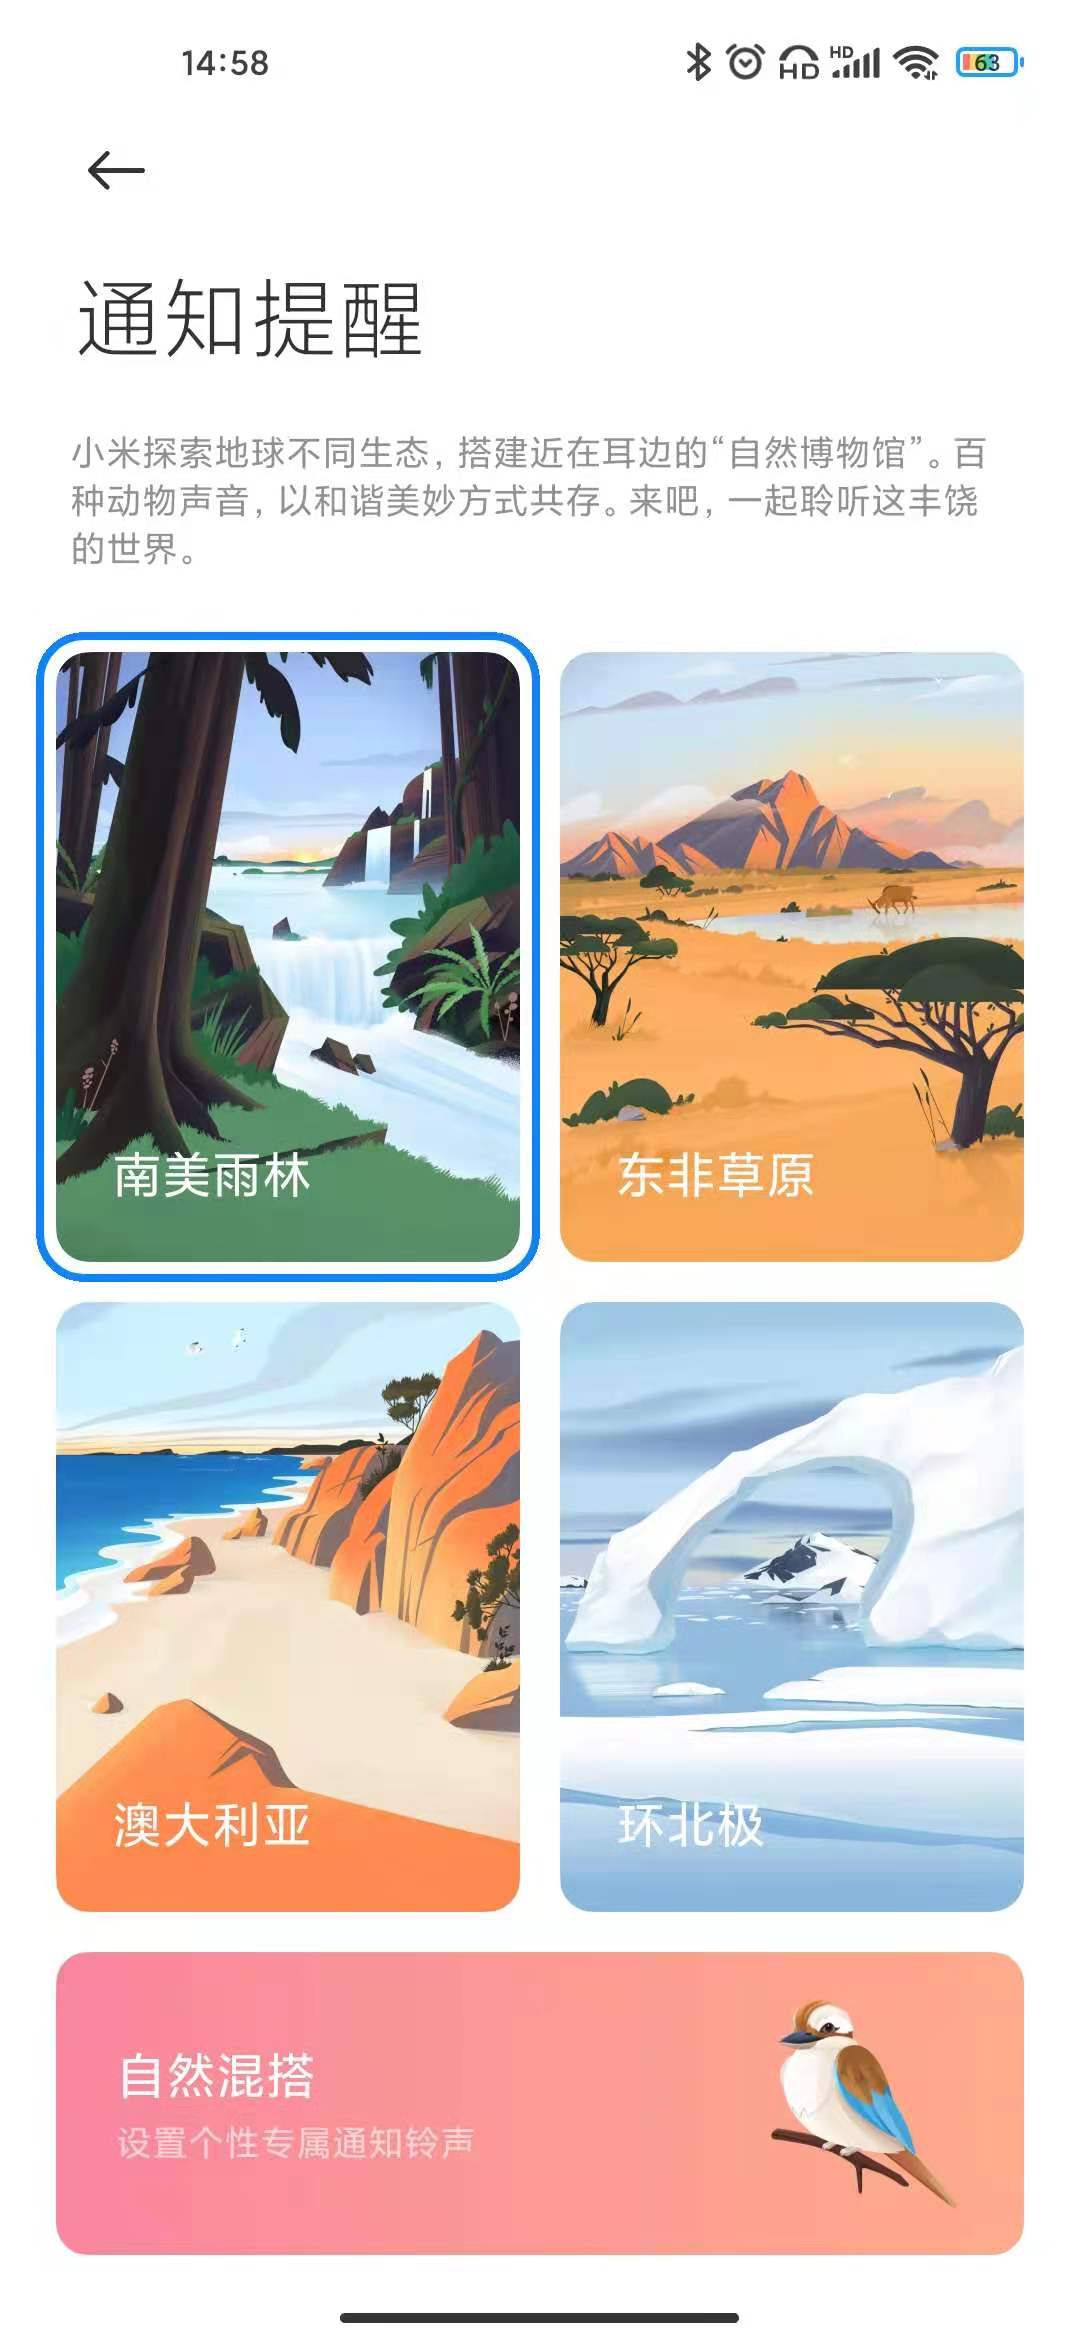 14:58
HD
HD
63
通知提醒
小米探索地球不同生态，搭建近在耳边的“自然博物馆”。百
种动物声音，以和谐美妙方式共存。来吧，一起聆听这丰饶
的世界。
南美雨林
东非草原
澳大利亚
环北极
自然混搭
设置个性专属通知铃声